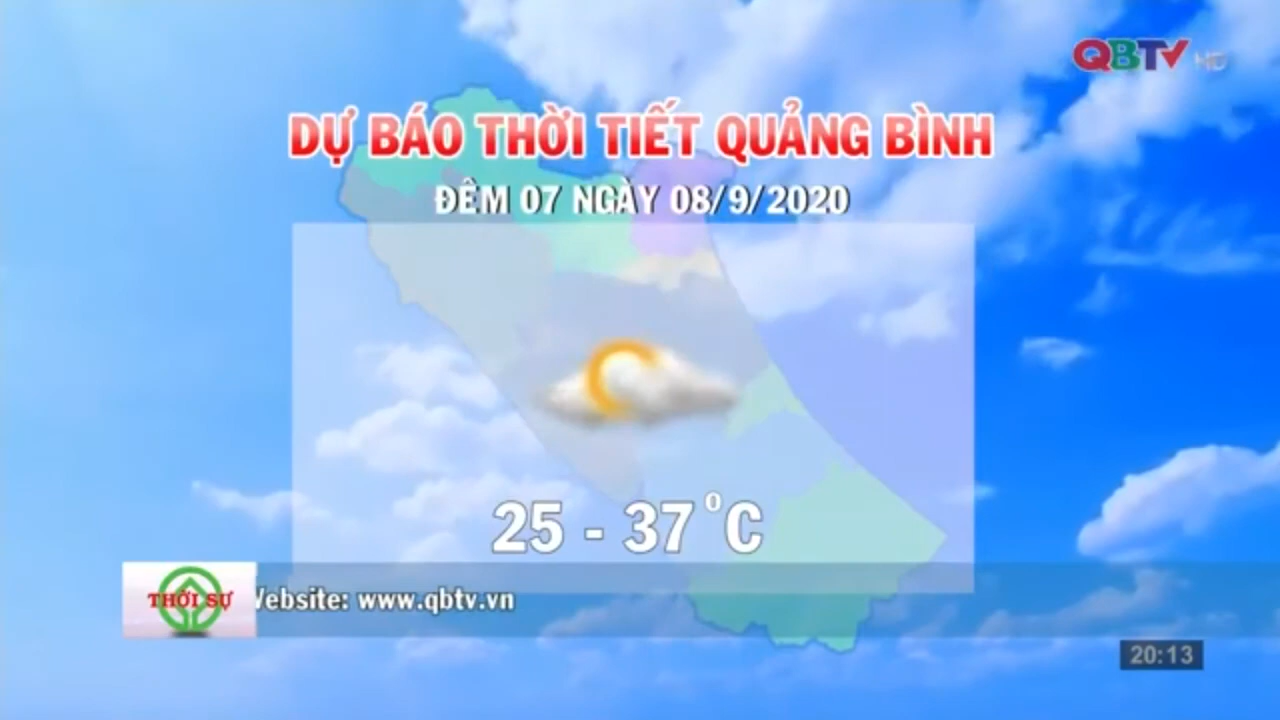 QBTV HD
DỰ BÁO THỜI TIẾT QUẢNG BÌNH
ĐÊM 07 NGÀY 08/9/2020
25 - 37°C
THỜI SỰ
Website: www.qbtv.vn
20:13